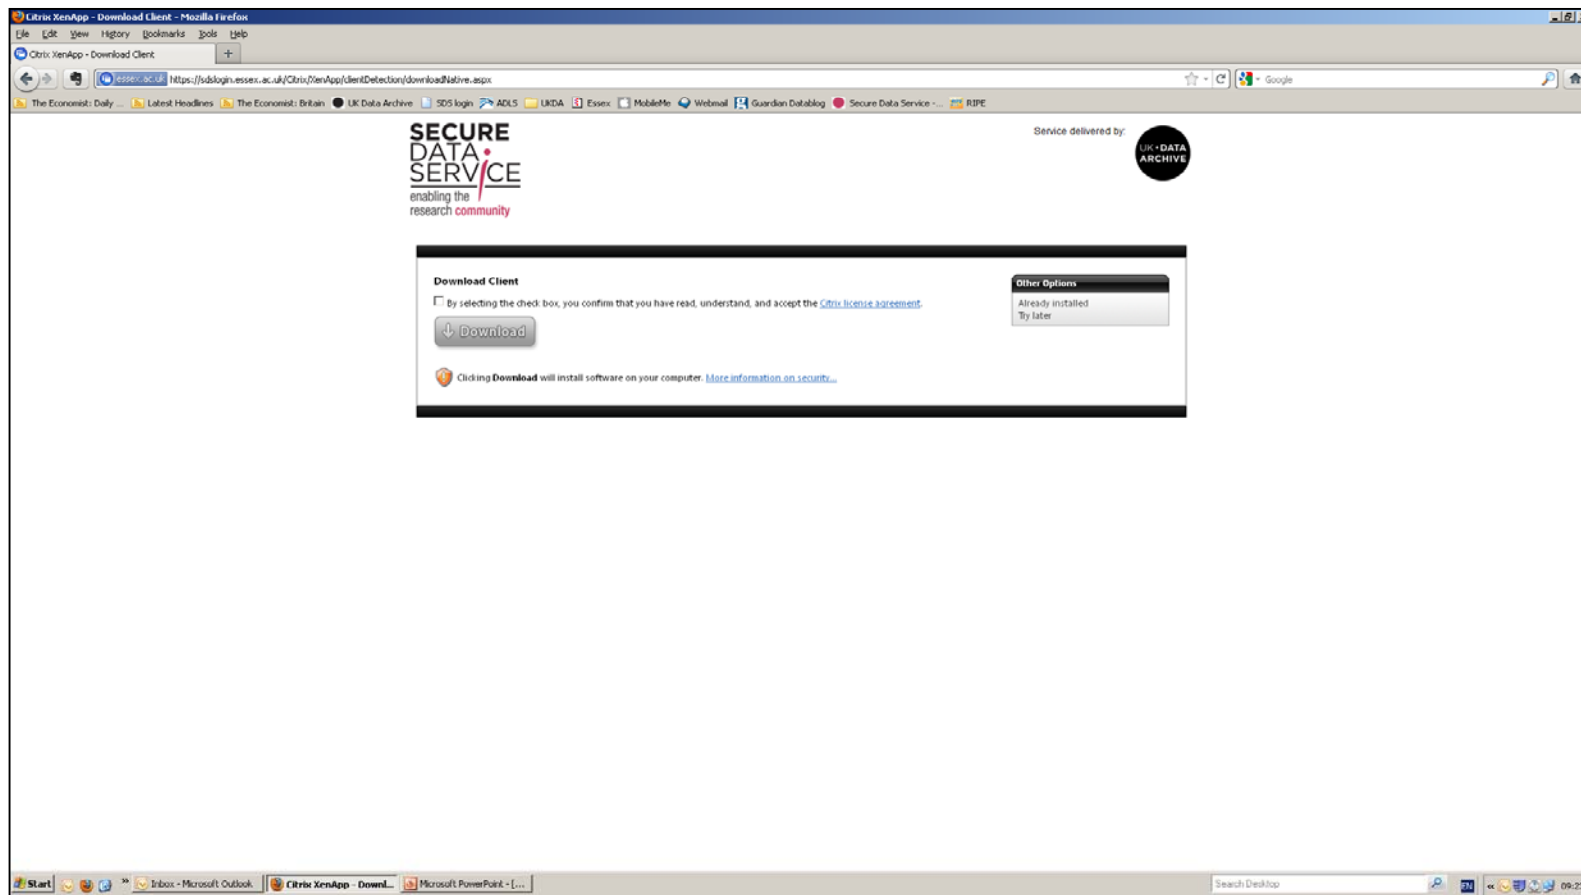 Citrix XenApp - Download Client - Mozilla Firefox
File Edit View History Bookmarks Tools Help
Citrix XenApp - Download Client +
essex.ac.uk https://sdslogin.essex.ac.uk/Citrix/XenApp/clientDetection/downloadNative.aspx Google
The Economist: Daily ... Latest Headlines The Economist: Britain UK Data Archive SDS login ADLS UKDA Essex MobileMe Webmail Guardian Datablog Secure Data Service -... RIPE
SECURE
DATA
SERVICE
enabling the
research community
Service delivered by:
UK•DATA
ARCHIVE
Download Client
By selecting the check box, you confirm that you have read, understand, and accept the Citrix license agreement.
Download
Clicking Download will install software on your computer. More information on security...
Other Options
Already installed
Try later
Start » Inbox - Microsoft Outlook Citrix XenApp - Downl... Microsoft PowerPoint - [... Search Desktop EN «